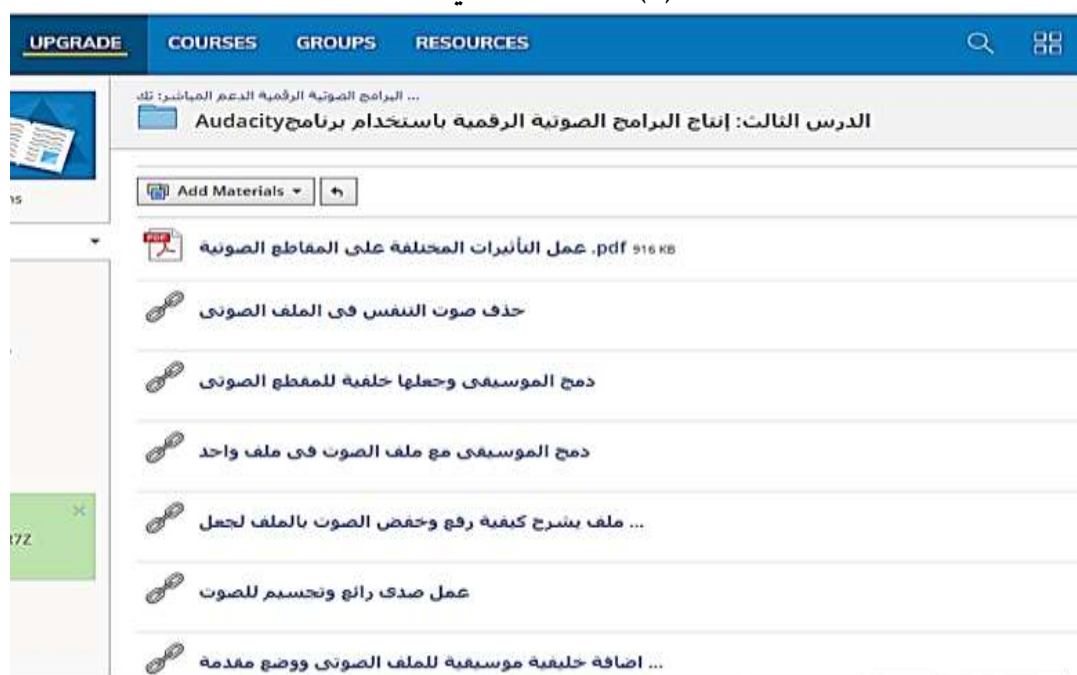 UPGRADE COURSES GROUPS RESOURCES
البرامج الصوتية الرقمية الدعم المباشر: تك ...
الدرس الثالث: إنتاج البرامج الصوتية الرقمية باستخدام برنامجAudacity
Add Materials
عمل التأثيرات المختلفة على المقاطع الصوتية .pdf 916 KB
حذف صوت التنفس فى الملف الصوتى
دمج الموسيقى وجعلها خلفية للمقطع الصوتى
دمج الموسيقى مع ملف الصوت فى ملف واحد
ملف يشرح كيفية رفع وخفض الصوت بالملف لجعل ...
عمل صدى رائع وتجسيم للصوت
اضافة خليفية موسيقية للملف الصوتى ووضع مقدمة ...